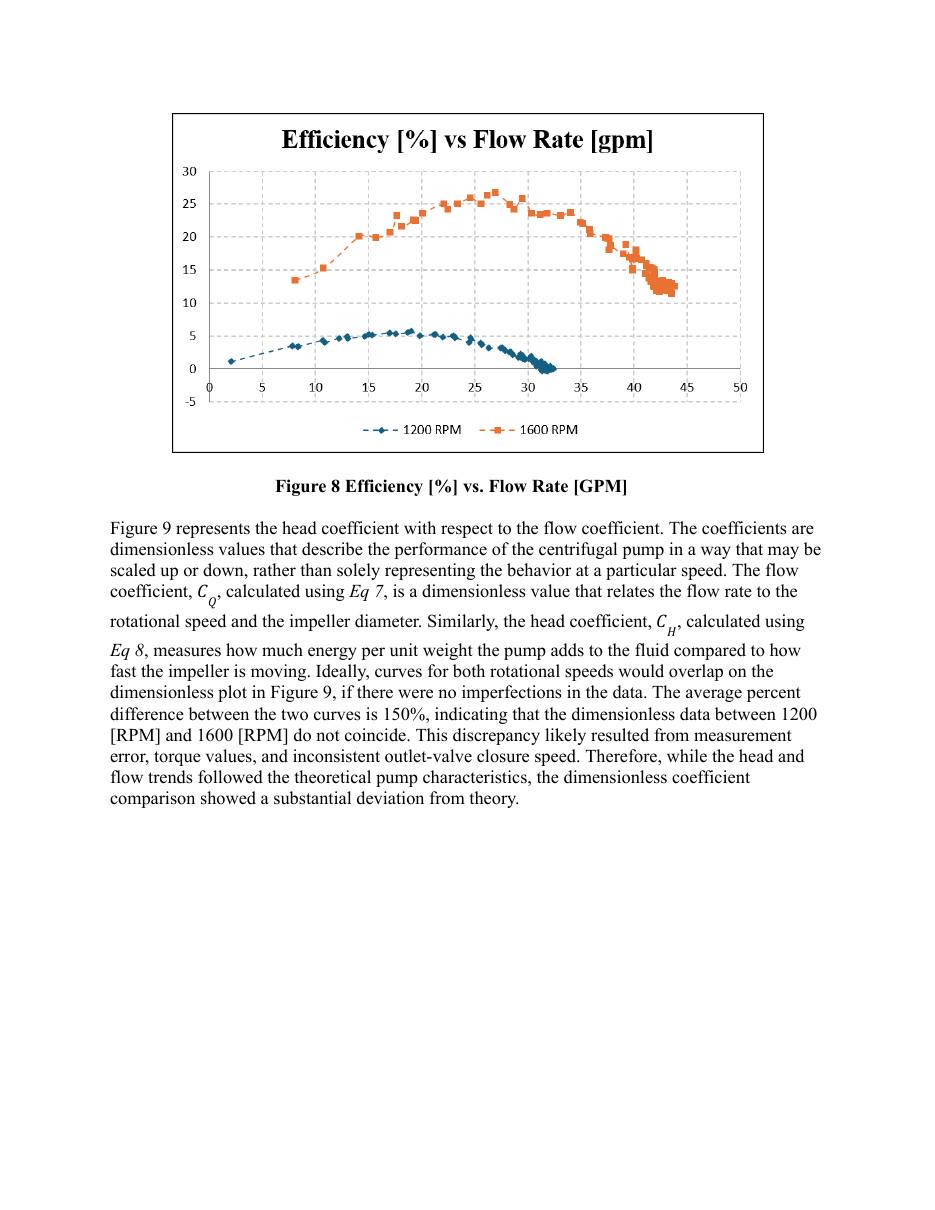 Efficiency [%] vs Flow Rate [gpm]
30
25
20
15
10
5
0
-5
0 5 10 15 20 25 30 35 40 45 50
1200 RPM 1600 RPM
Figure 8 Efficiency [%] vs. Flow Rate [GPM]
Figure 9 represents the head coefficient with respect to the flow coefficient. The coefficients are
dimensionless values that describe the performance of the centrifugal pump in a way that may be
scaled up or down, rather than solely representing the behavior at a particular speed. The flow
coefficient, C_Q, calculated using Eq 7, is a dimensionless value that relates the flow rate to the
rotational speed and the impeller diameter. Similarly, the head coefficient, C_H, calculated using
Eq 8, measures how much energy per unit weight the pump adds to the fluid compared to how
fast the impeller is moving. Ideally, curves for both rotational speeds would overlap on the
dimensionless plot in Figure 9, if there were no imperfections in the data. The average percent
difference between the two curves is 150%, indicating that the dimensionless data between 1200
[RPM] and 1600 [RPM] do not coincide. This discrepancy likely resulted from measurement
error, torque values, and inconsistent outlet-valve closure speed. Therefore, while the head and
flow trends followed the theoretical pump characteristics, the dimensionless coefficient
comparison showed a substantial deviation from theory.